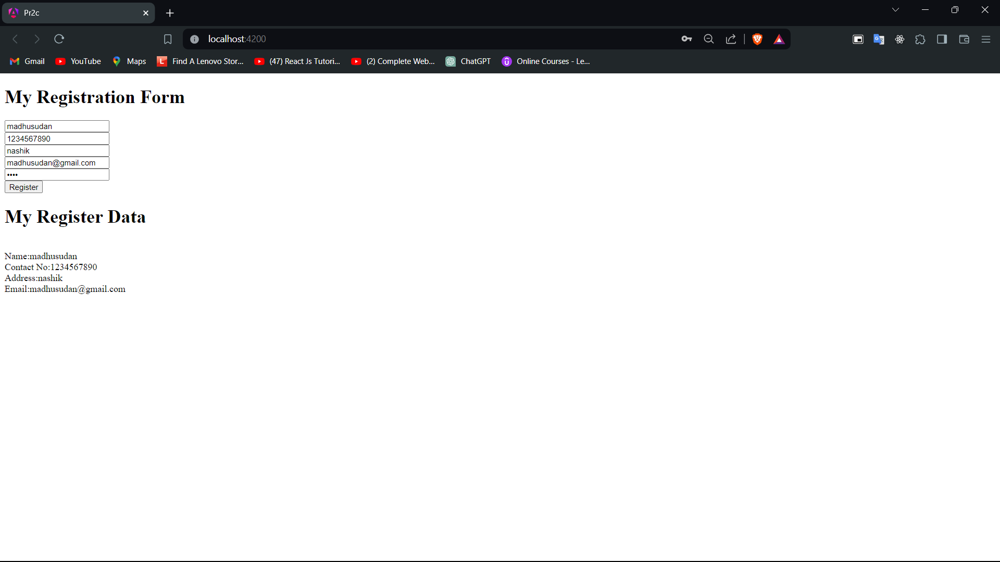 Pr2c
localhost:4200
Gmail YouTube Maps Find A Lenovo Stor... (47) React Js Tutori... (2) Complete Web... ChatGPT Online Courses - Le...
My Registration Form
madhusudan
1234567890
nashik
madhusudan@gmail.com
••••
Register
My Register Data
Name:madhusudan
Contact No:1234567890
Address:nashik
Email:madhusudan@gmail.com